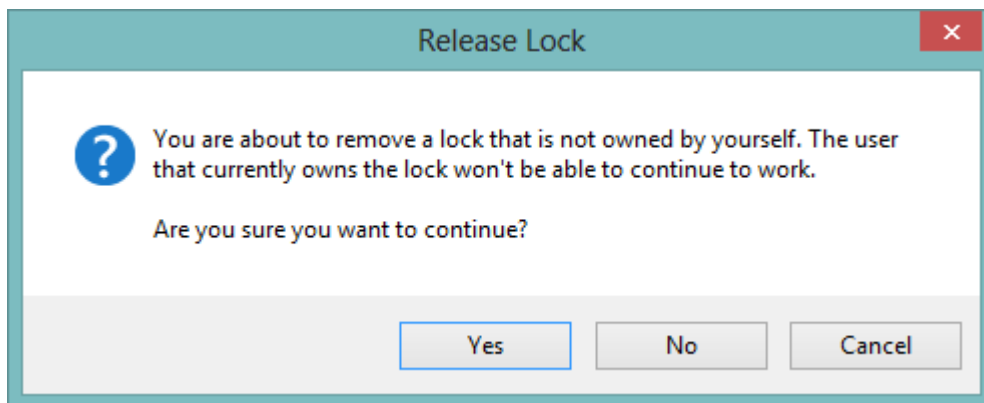 Release Lock
You are about to remove a lock that is not owned by yourself. The user
that currently owns the lock won't be able to continue to work.
Are you sure you want to continue?
Yes No Cancel